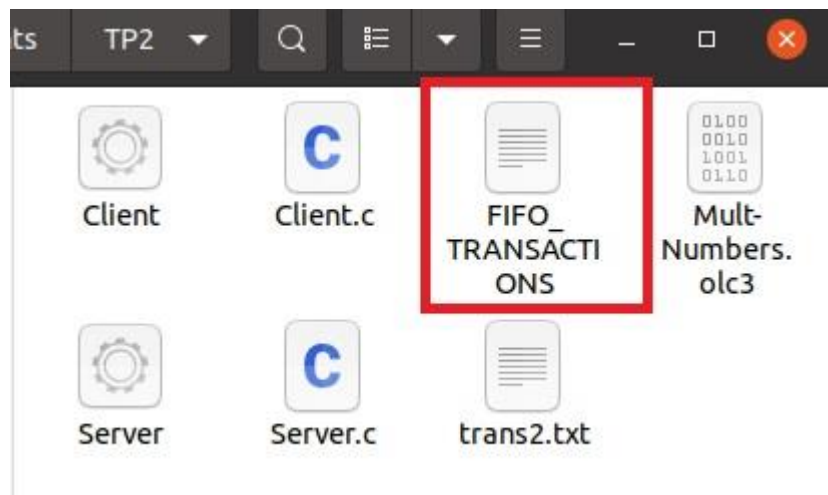 ts TP2
Client
Client.c
FIFO_
TRANSACTI
ONS
0100
0010
1001
0110
Mult-
Numbers.
olc3
Server
Server.c
trans2.txt